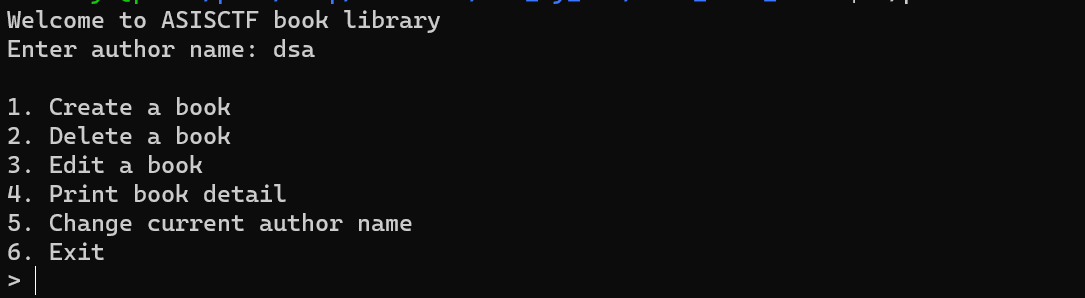 Welcome to ASISCTF book library
Enter author name: dsa
1. Create a book
2. Delete a book
3. Edit a book
4. Print book detail
5. Change current author name
6. Exit
>